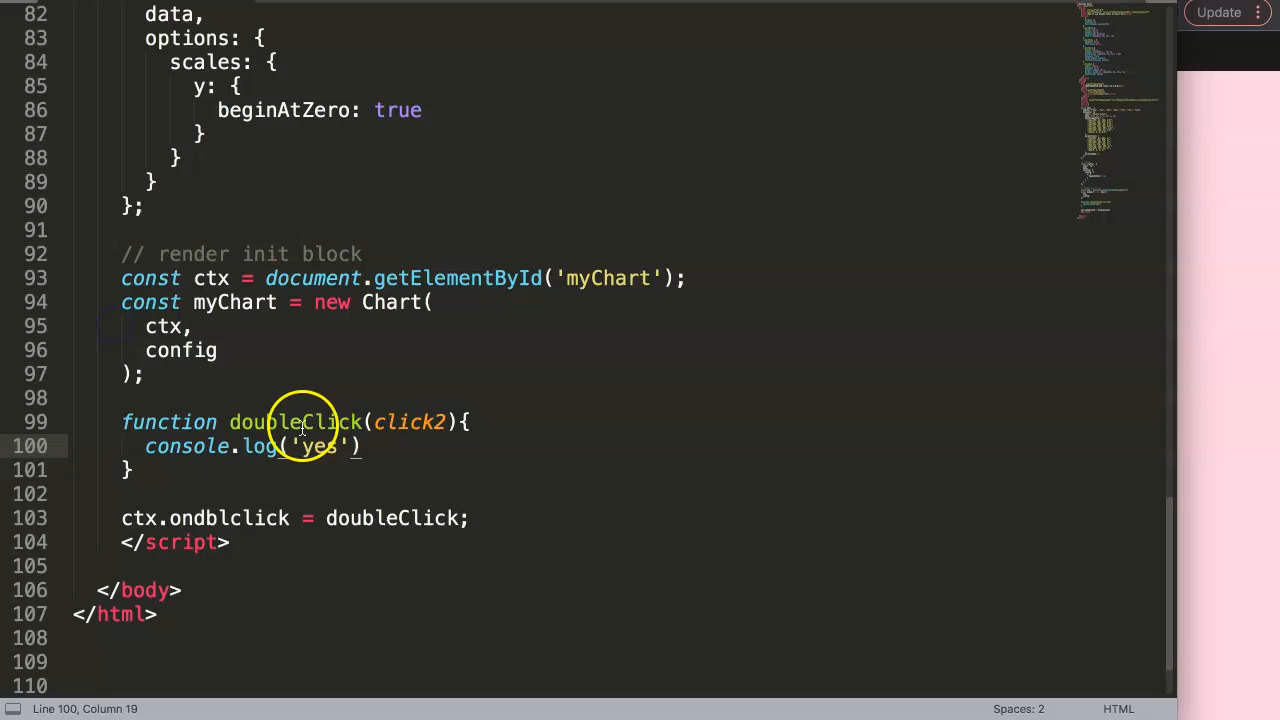 Update
82 data,
83 options: {
84 scales: {
85 y: {
86 beginAtZero: true
87 }
88 }
89 }
90 };
91
92 // render init block
93 const ctx = document.getElementById('myChart');
94 const myChart = new Chart(
95 ctx,
96 config
97 );
98
99 function doubleClick(click2){
100 console.log('yes')
101 }
102
103 ctx.ondblclick = doubleClick;
104 </script>
105
106 </body>
107 </html>
108
109
110
Line 100, Column 19 Spaces: 2 HTML